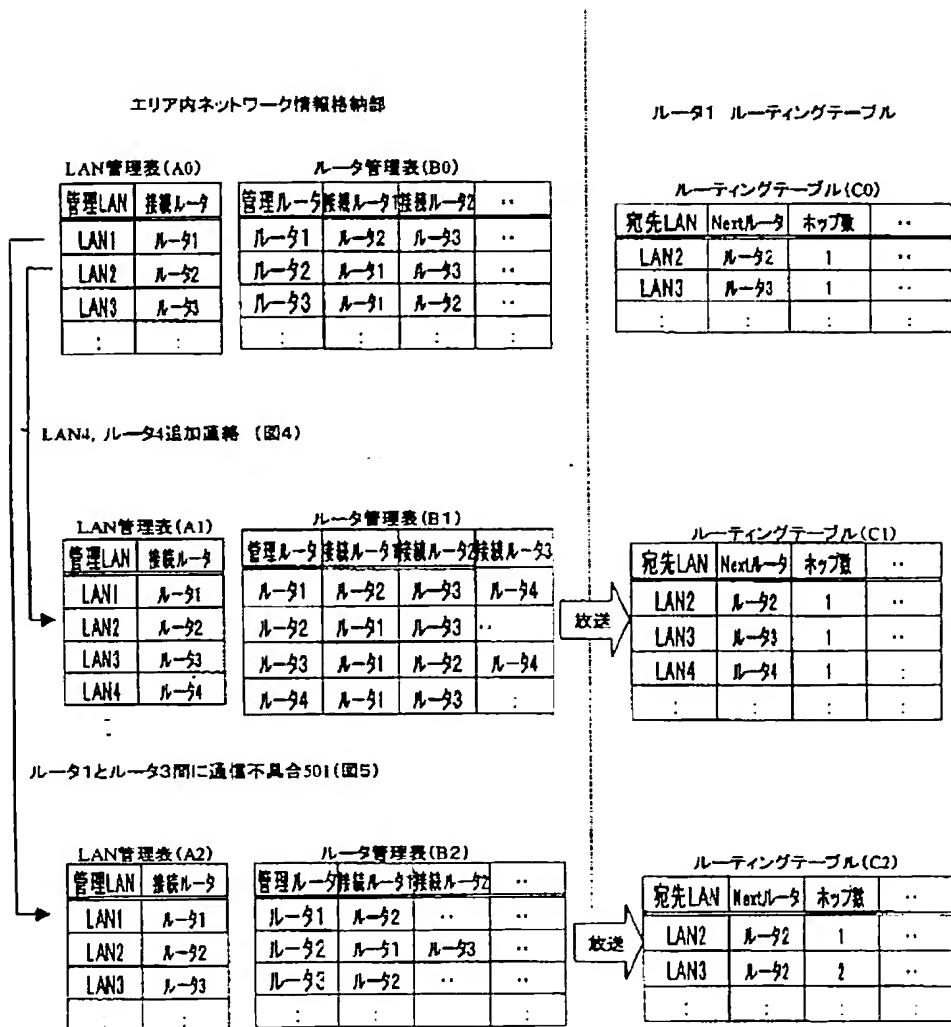 エリア内ネットワーク情報格納部
ルータ1 ルーティングテーブル
LAN管理表(A0)
管理LAN 接続ルータ
LAN1 ルータ1
LAN2 ルータ2
LAN3 ルータ3
: :
ルータ管理表(B0)
管理ルータ 接続ルータ1 接続ルータ2 ‥
ルータ1 ルータ2 ルータ3 ‥
ルータ2 ルータ1 ルータ3 ‥
ルータ3 ルータ1 ルータ2 ‥
: : : :
ルーティングテーブル(C0)
宛先LAN Nextルータ ホップ数 ‥
LAN2 ルータ2 1 ‥
LAN3 ルータ3 1 ‥
: : : :
LAN4, ルータ4追加直絡 (図4)
LAN管理表(A1)
管理LAN 接続ルータ
LAN1 ルータ1
LAN2 ルータ2
LAN3 ルータ3
LAN4 ルータ4
:
ルータ管理表(B1)
管理ルータ 接続ルータ1 接続ルータ2 接続ルータ3
ルータ1 ルータ2 ルータ3 ルータ4
ルータ2 ルータ1 ルータ3 ‥
ルータ3 ルータ1 ルータ2 ルータ4
ルータ4 ルータ1 ルータ3 :
放送
ルーティングテーブル(C1)
宛先LAN Nextルータ ホップ数 ‥
LAN2 ルータ2 1 ‥
LAN3 ルータ3 1 ‥
LAN4 ルータ4 1 :
: : : :
ルータ1とルータ3間に通信不具合501(図5)
LAN管理表(A2)
管理LAN 接続ルータ
LAN1 ルータ1
LAN2 ルータ2
LAN3 ルータ3
: :
ルータ管理表(B2)
管理ルータ 接続ルータ1 接続ルータ2 ‥
ルータ1 ルータ2 ‥ ‥
ルータ2 ルータ1 ルータ3 ‥
ルータ3 ルータ2 ‥ ‥
: : : :
放送
ルーティングテーブル(C2)
宛先LAN Nextルータ ホップ数 ‥
LAN2 ルータ2 1 ‥
LAN3 ルータ2 2 ‥
: : : :